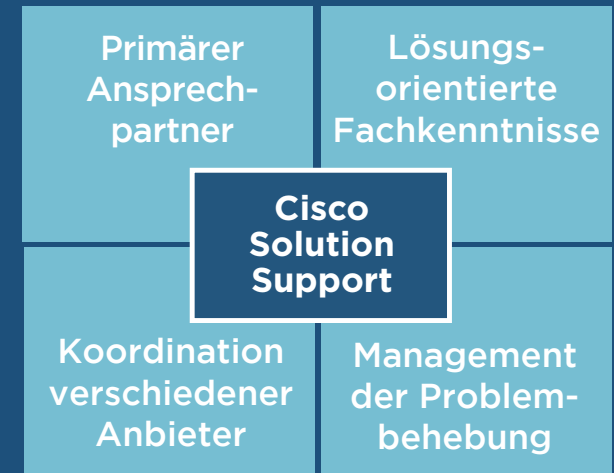 Primärer
Ansprech-
partner
Lösungs-
orientierte
Fachkenntnisse
Cisco
Solution
Support
Koordination
verschiedener
Anbieter
Management
der Problem-
behebung